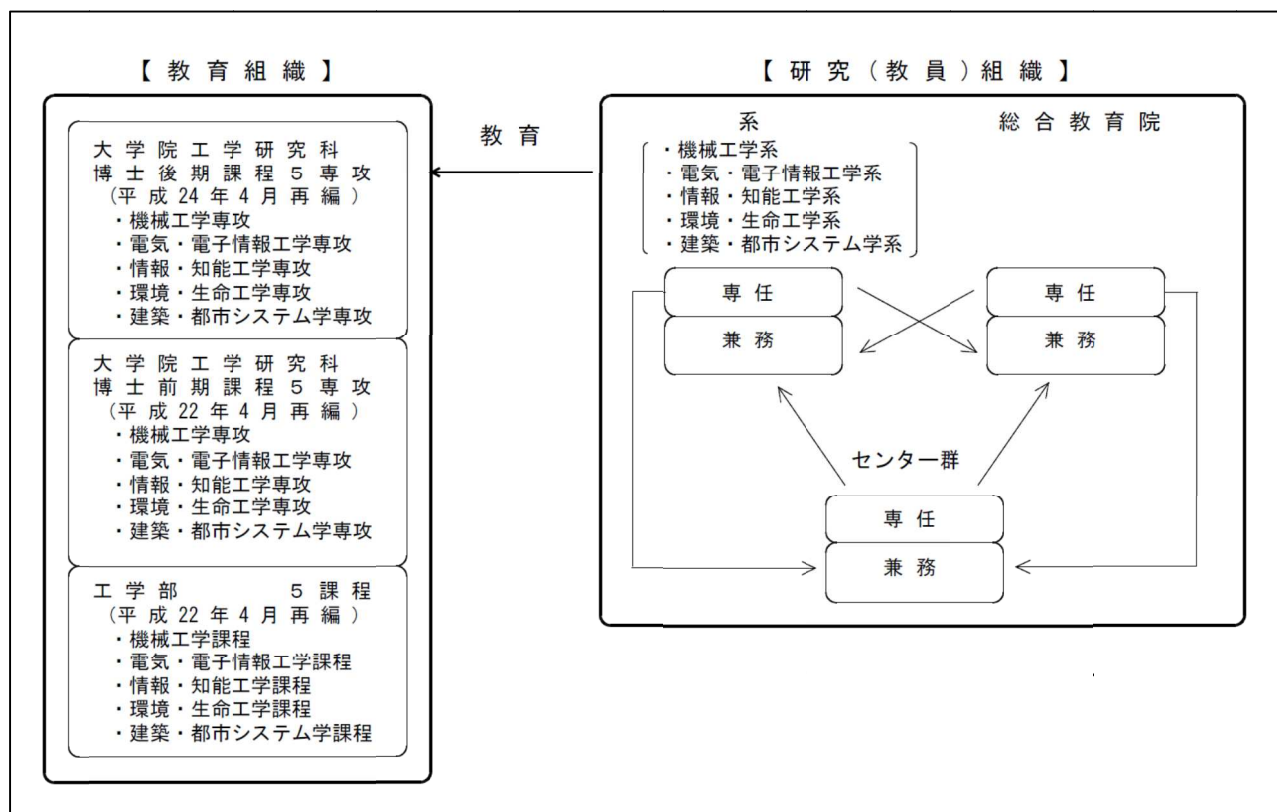 【教育組織】
大学院工学研究科
博士後期課程５専攻
(平成24年4月再編)
・機械工学専攻
・電気・電子情報工学専攻
・情報・知能工学専攻
・環境・生命工学専攻
・建築・都市システム学専攻
大学院工学研究科
博士前期課程５専攻
(平成22年4月再編)
・機械工学専攻
・電気・電子情報工学専攻
・情報・知能工学専攻
・環境・生命工学専攻
・建築・都市システム学専攻
工学部 ５課程
(平成22年4月再編)
・機械工学課程
・電気・電子情報工学課程
・情報・知能工学課程
・環境・生命工学課程
・建築・都市システム学課程
教育
【研究(教員)組織】
系
・機械工学系
・電気・電子情報工学系
・情報・知能工学系
・環境・生命工学系
・建築・都市システム学系
総合教育院
専任
兼務
専任
兼務
センター群
専任
兼務